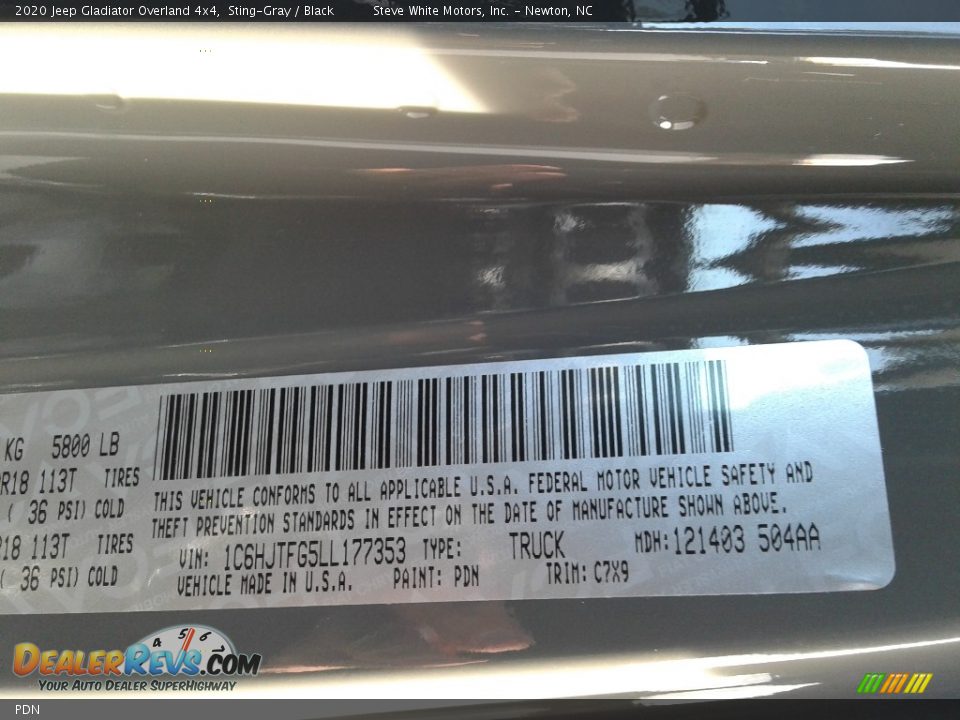 2020 Jeep Gladiator Overland 4x4, Sting-Gray / Black Steve White Motors, Inc. - Newton, NC
KG 5800 LB
R18 113T TIRES
( 36 PSI) COLD
R18 113T TIRES
( 36 PSI) COLD
THIS VEHICLE CONFORMS TO ALL APPLICABLE U.S.A. FEDERAL MOTOR VEHICLE SAFETY AND
THEFT PREVENTION STANDARDS IN EFFECT ON THE DATE OF MANUFACTURE SHOWN ABOVE.
VIN: 1C6HJTFG5LL177353 TYPE: TRUCK MDH:121403 504AA
VEHICLE MADE IN U.S.A. PAINT: PDN TRIM: C7X9
4 5 6
DEALERREVS.COM
YOUR AUTO DEALER SUPERHIGHWAY
PDN